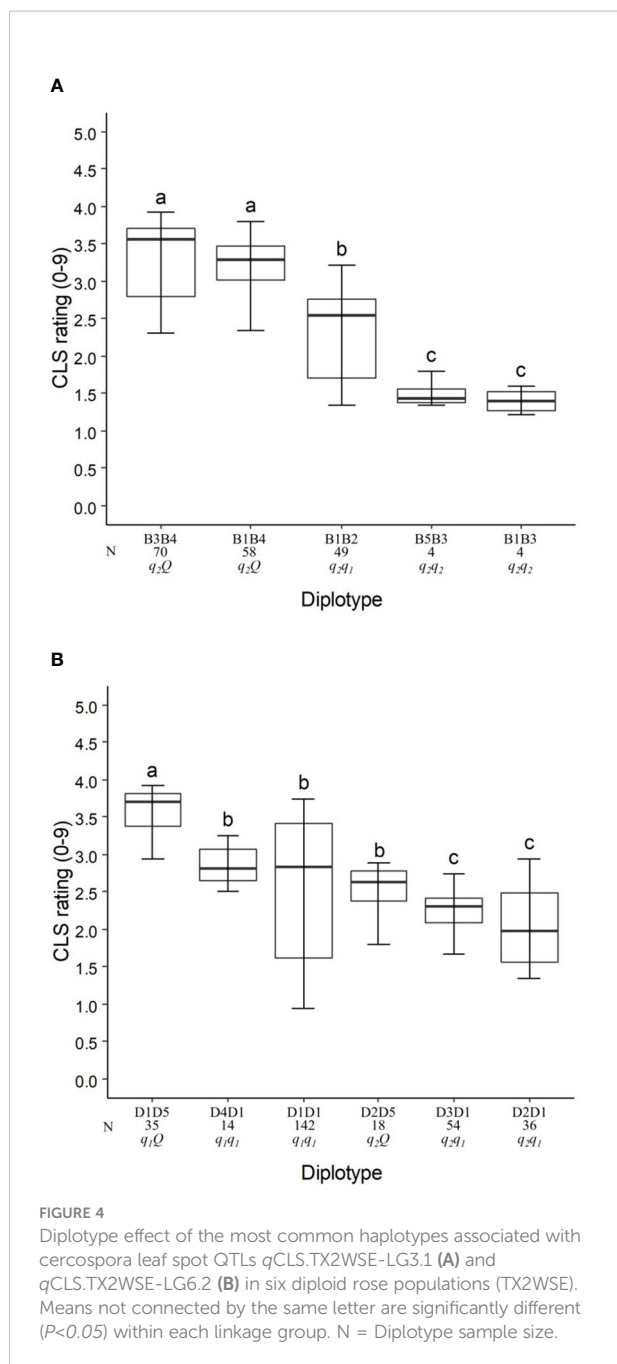 A
5.0
4.5
4.0
3.5
3.0
2.5
2.0
1.5
1.0
0.5
0.0
CLS rating (0-9)
a a b c c
B3B4 B1B4 B1B2 B5B3 B1B3
N 70 58 49 4 4
q₂Q q₂Q q₂q₁ q₂q₂ q₂q₂
Diplotype
B
5.0
4.5
4.0
3.5
3.0
2.5
2.0
1.5
1.0
0.5
0.0
CLS rating (0-9)
a b b b c c
D1D5 D4D1 D1D1 D2D5 D3D1 D2D1
N 35 14 142 18 54 36
q₁Q q₁q₁ q₁q₁ q₂Q q₂q₁ q₂q₁
Diplotype
FIGURE 4
Diplotype effect of the most common haplotypes associated with
cercospora leaf spot QTLs qCLS.TX2WSE-LG3.1 (A) and
qCLS.TX2WSE-LG6.2 (B) in six diploid rose populations (TX2WSE).
Means not connected by the same letter are significantly different
(P<0.05) within each linkage group. N = Diplotype sample size.